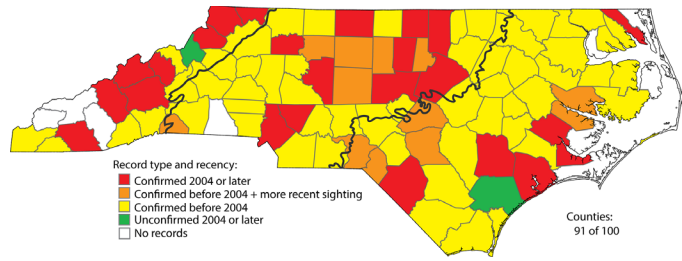 Record type and recency:
Confirmed 2004 or later
Confirmed before 2004 + more recent sighting
Confirmed before 2004
Unconfirmed 2004 or later
No records
Counties:
91 of 100